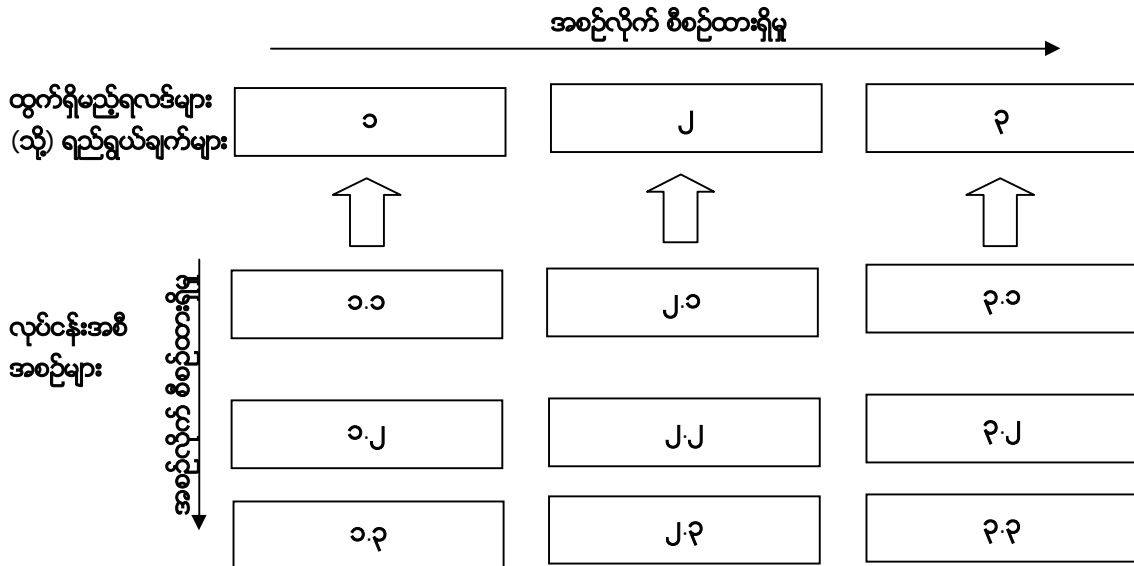 အစဉ်လိုက် စီစဉ်ထားရှိမှု
ထွက်ရှိမည့်ရလဒ်များ
(သို့) ရည်ရွယ်ချက်များ
၁
၂
၃
လုပ်ငန်းအစီ
အစဉ်များ
အစဉ်လိုက် စီစဉ်ထားရှိမှု
၁.၁
၂.၁
၃.၁
၁.၂
၂.၂
၃.၂
၁.၃
၂.၃
၃.၃